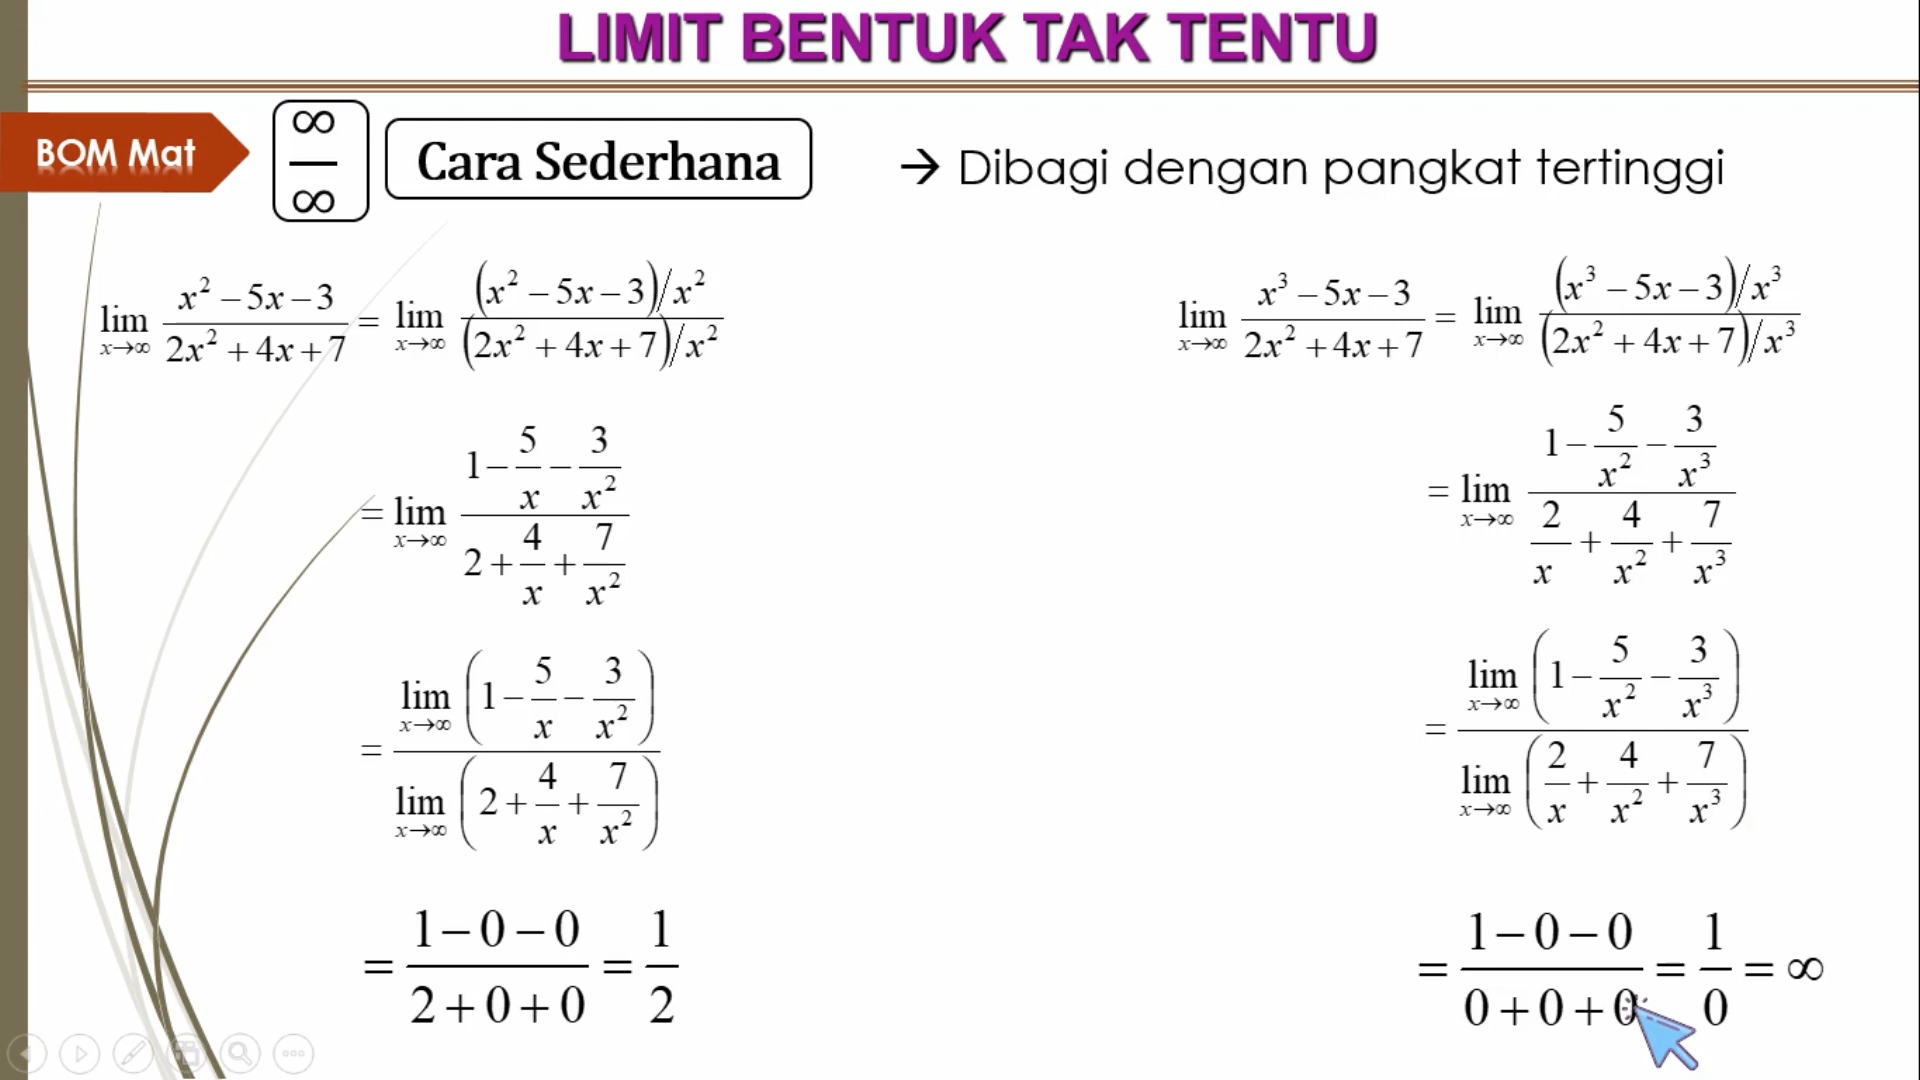 LIMIT BENTUK TAK TENTU
BOM Mat
∞/∞
Cara Sederhana
→ Dibagi dengan pangkat tertinggi
lim x→∞ (x² − 5x − 3)/(2x² + 4x + 7) = lim x→∞ ((x² − 5x − 3)/x²)/((2x² + 4x + 7)/x²)
= lim x→∞ (1 − 5/x − 3/x²)/(2 + 4/x + 7/x²)
= (lim x→∞ (1 − 5/x − 3/x²))/(lim x→∞ (2 + 4/x + 7/x²))
= (1 − 0 − 0)/(2 + 0 + 0) = 1/2
lim x→∞ (x³ − 5x − 3)/(2x² + 4x + 7) = lim x→∞ ((x³ − 5x − 3)/x³)/((2x² + 4x + 7)/x³)
= lim x→∞ (1 − 5/x² − 3/x³)/(2/x + 4/x² + 7/x³)
= (lim x→∞ (1 − 5/x² − 3/x³))/(lim x→∞ (2/x + 4/x² + 7/x³))
= (1 − 0 − 0)/(0 + 0 + 0) = 1/0 = ∞